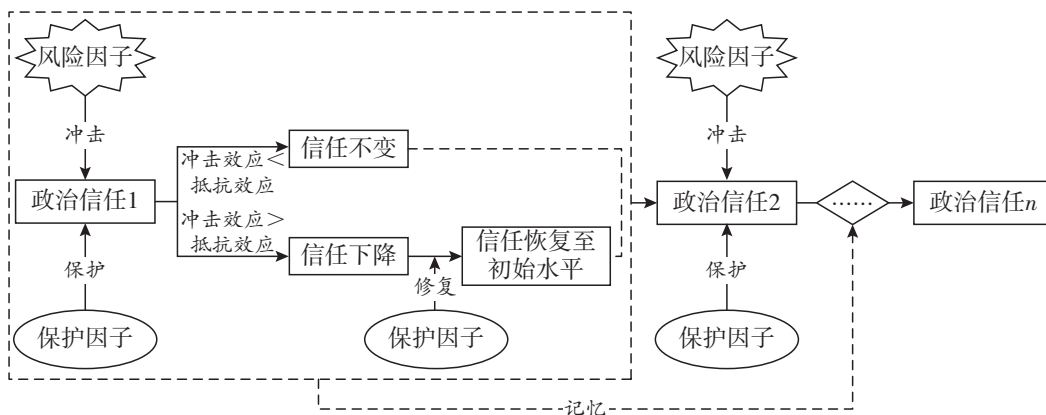 风险因子
风险因子
冲击
冲击
信任不变
冲击效应<
抵抗效应
政治信任1
政治信任2
……
政治信任n
冲击效应>
抵抗效应
信任下降
信任恢复至
初始水平
保护
修复
保护
保护因子
保护因子
保护因子
记忆